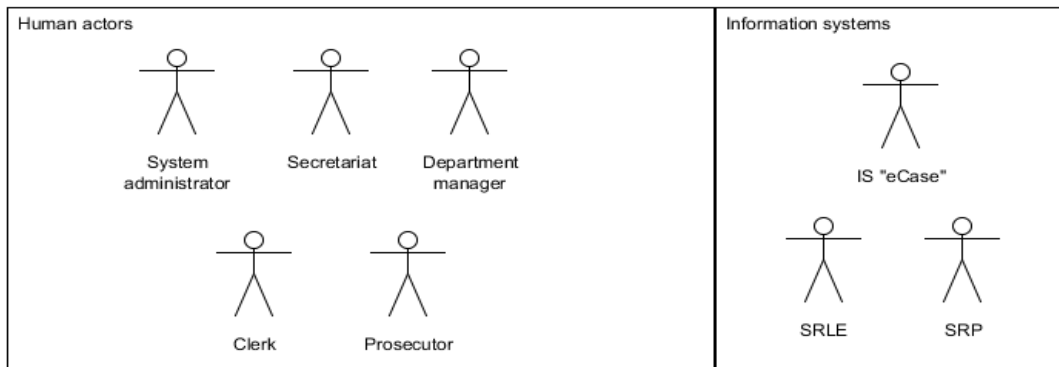 Human actors
System
administrator
Secretariat
Department
manager
Clerk
Prosecutor
Information systems
IS "eCase"
SRLE
SRP